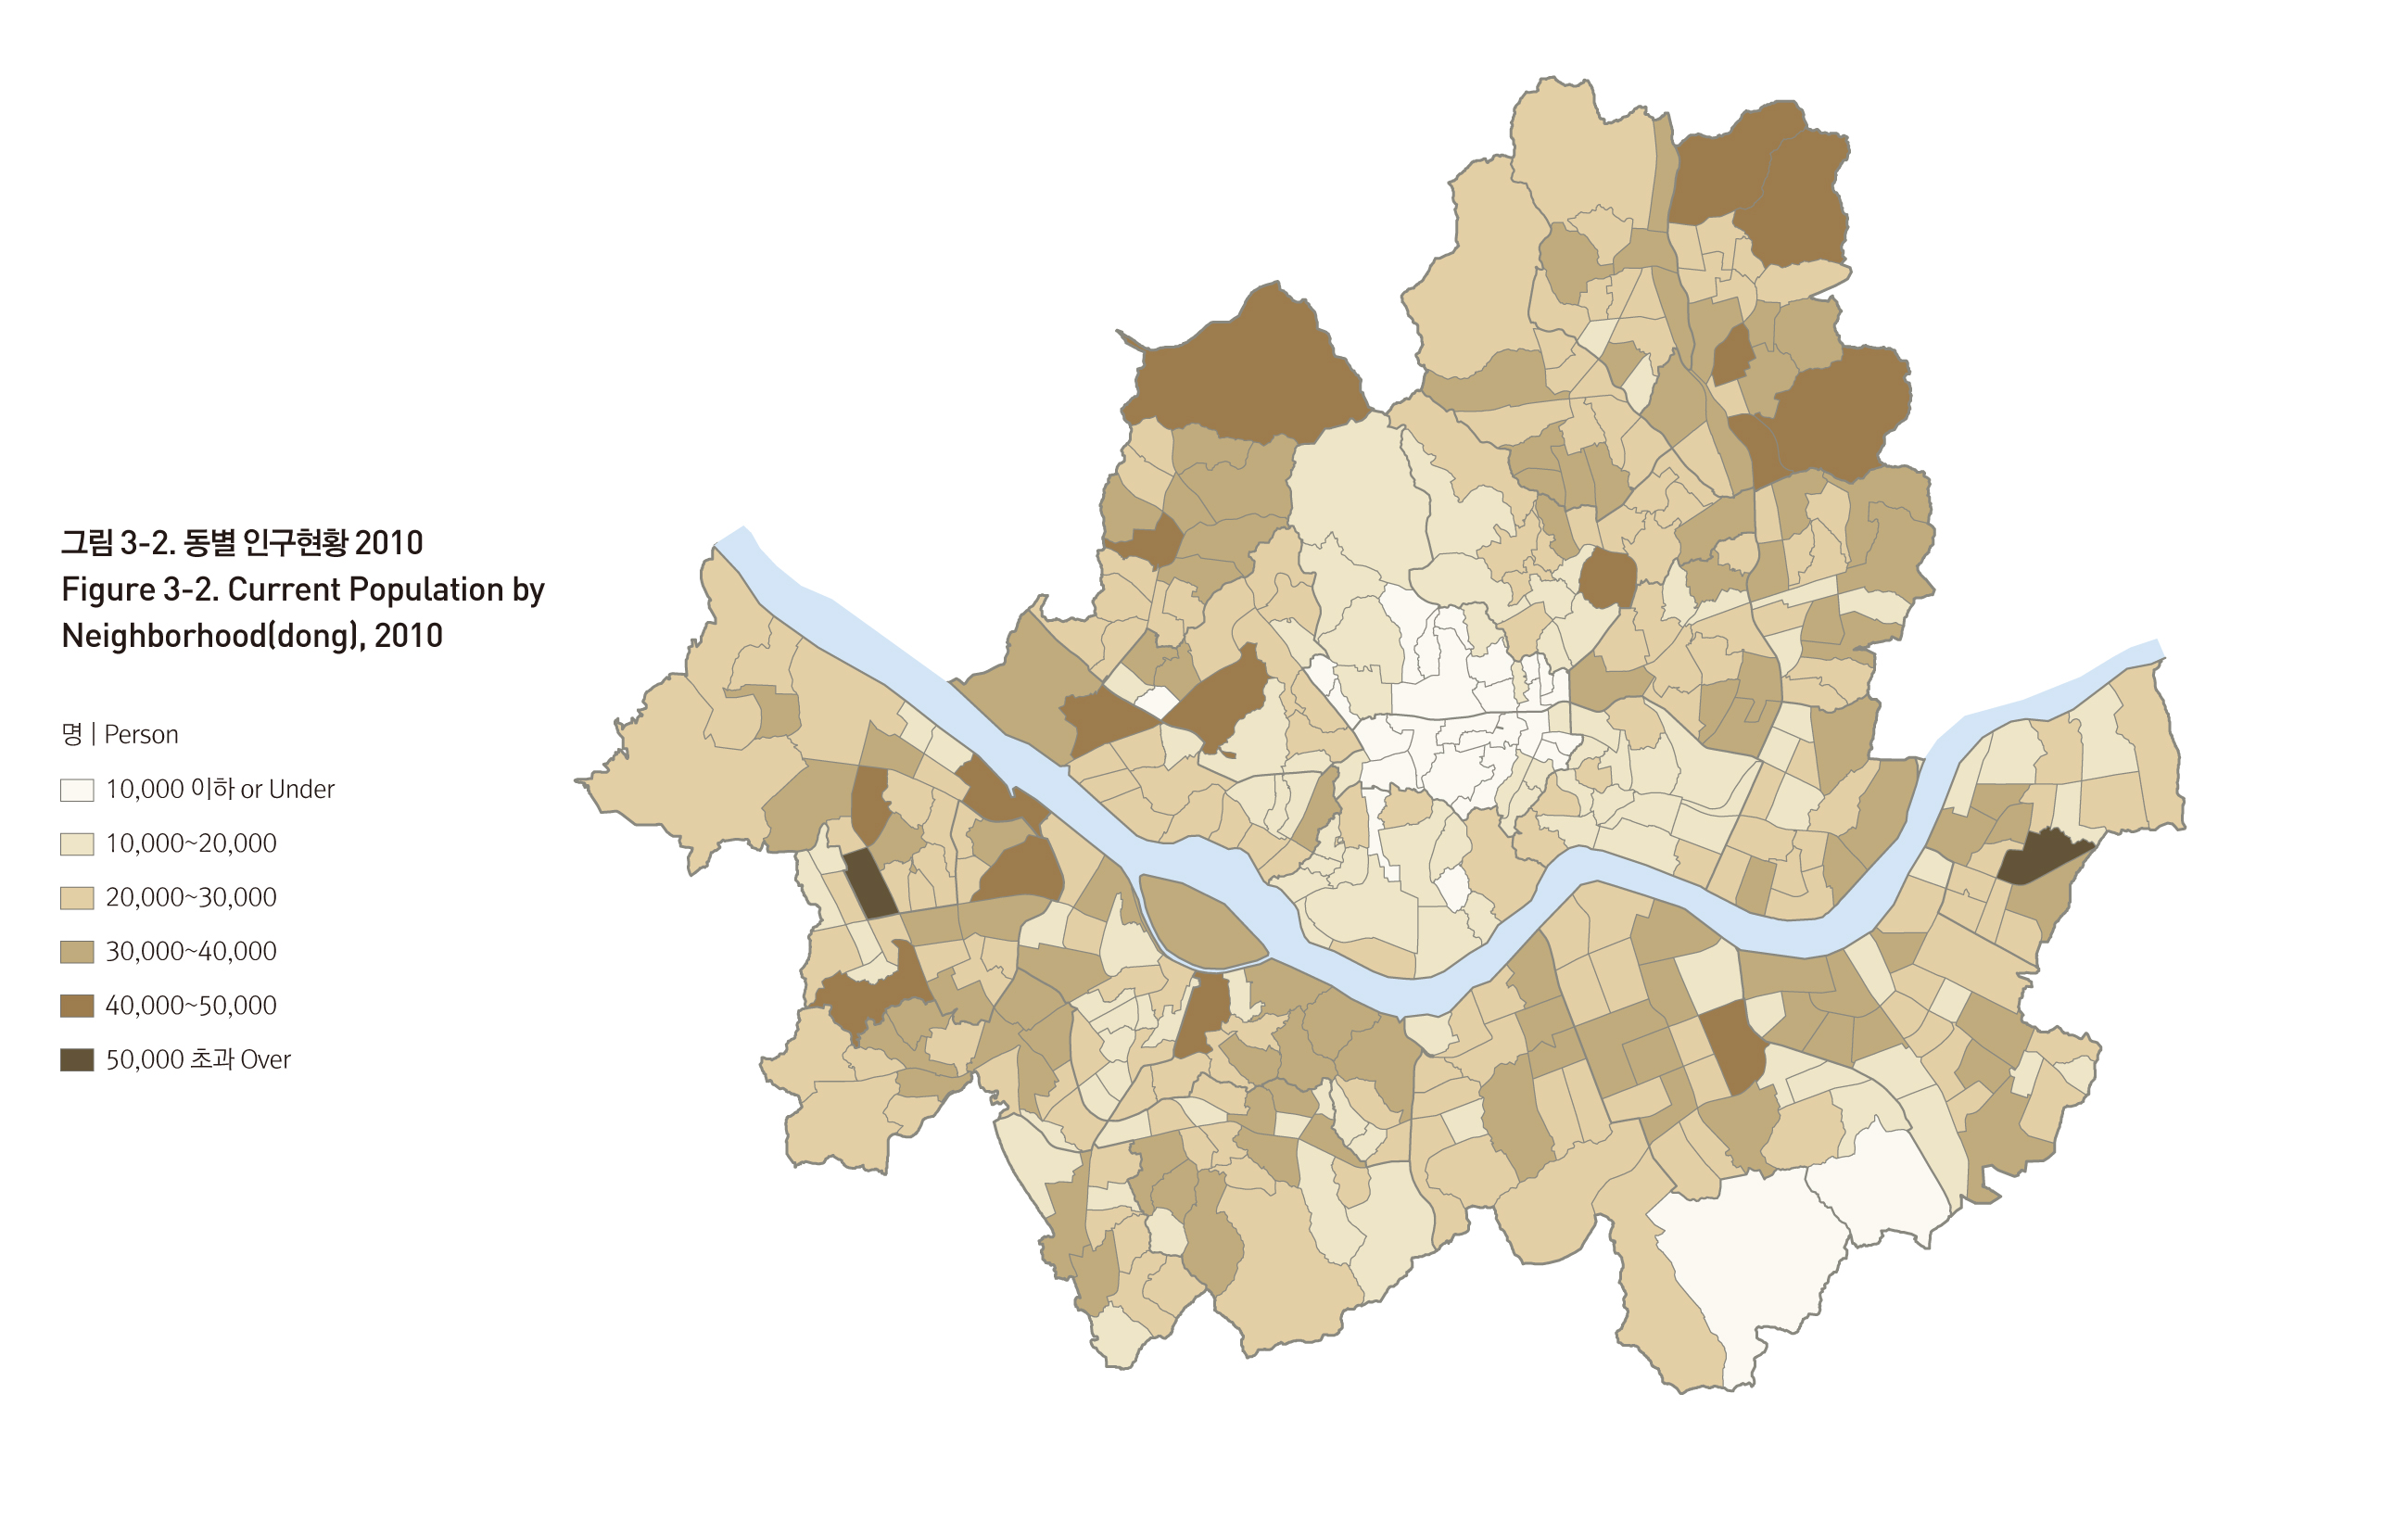 그림 3-2. 동별 인구현황 2010
Figure 3-2. Current Population by
Neighborhood(dong), 2010
명 | Person
10,000 이하 or Under
10,000~20,000
20,000~30,000
30,000~40,000
40,000~50,000
50,000 초과 Over